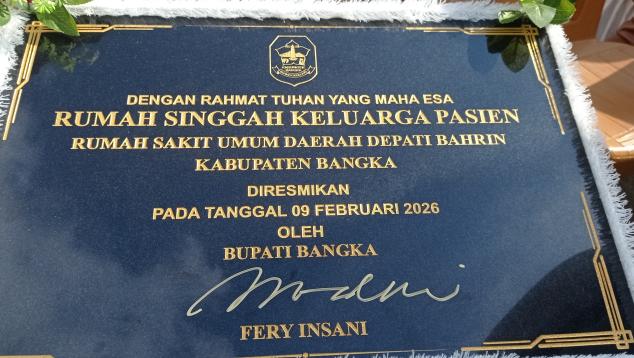 DENGAN RAHMAT TUHAN YANG MAHA ESA
RUMAH SINGGAH KELUARGA PASIEN
RUMAH SAKIT UMUM DAERAH DEPATI BAHRIN
KABUPATEN BANGKA
DIRESMIKAN
PADA TANGGAL 09 FEBRUARI 2026
OLEH
BUPATI BANGKA
FERY INSANI